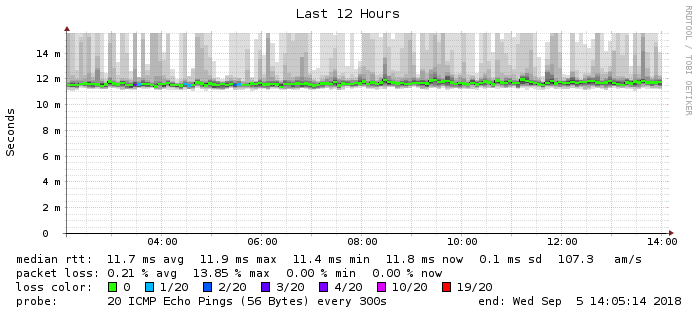 Last 12 Hours
RRDTOOL / TOBI OETIKER
Seconds
14 m
12 m
10 m
8 m
6 m
4 m
2 m
0
04:00 06:00 08:00 10:00 12:00 14:00
median rtt: 11.7 ms avg 11.9 ms max 11.4 ms min 11.8 ms now 0.1 ms sd 107.3 am/s
packet loss: 0.21 % avg 13.85 % max 0.00 % min 0.00 % now
loss color: 0 1/20 2/20 3/20 4/20 10/20 19/20
probe: 20 ICMP Echo Pings (56 Bytes) every 300s end: Wed Sep 5 14:05:14 2018